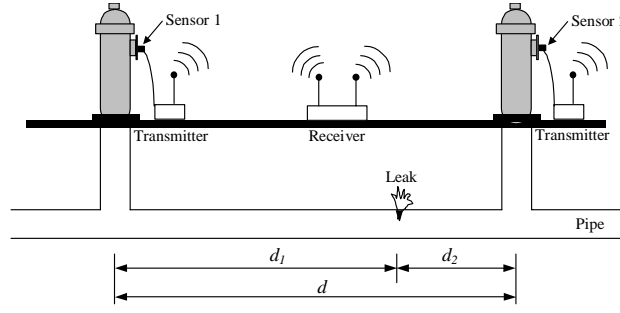 Sensor 1
Sensor
Transmitter
Receiver
Transmitter
Leak
Pipe
d1
d2
d